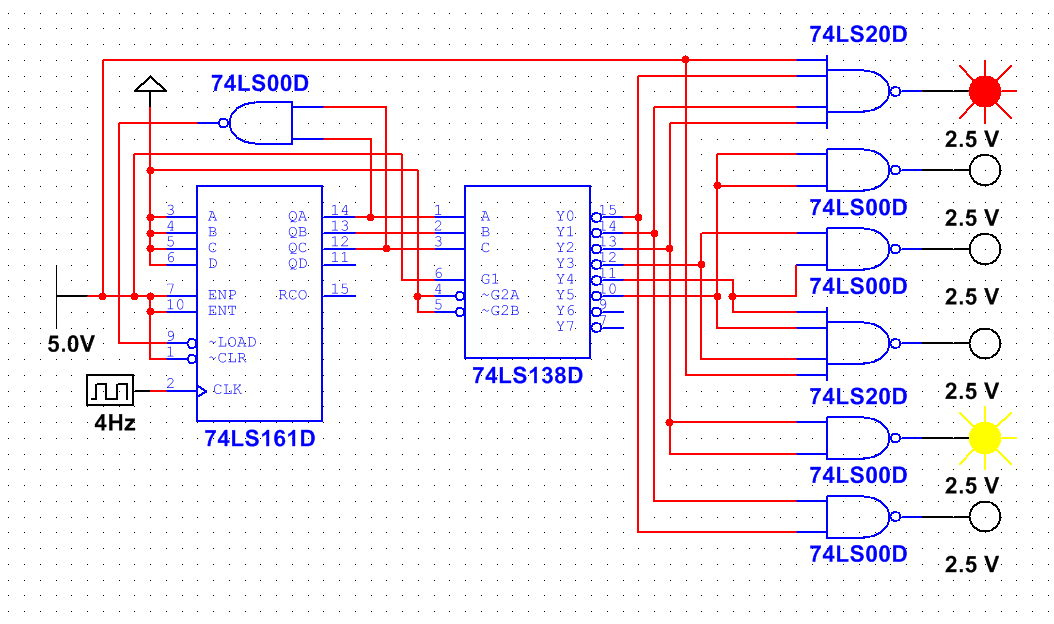 74LS20D
74LS00D
2.5 V
3 A QA 14 1 A Y0 15
4 B QB 13 2 B Y1 14
5 C QC 12 3 C Y2 13
6 D QD 11 Y3 12
6 G1 Y4 11
7 ENP RCO 15 4 ~G2A Y5 10
10 ENT 5 ~G2B Y6 9
Y7 7
9 ~LOAD
1 ~CLR
2 CLK
5.0V
4Hz
74LS161D
74LS138D
74LS00D
2.5 V
74LS00D
2.5 V
74LS20D
2.5 V
74LS00D
2.5 V
74LS00D
2.5 V